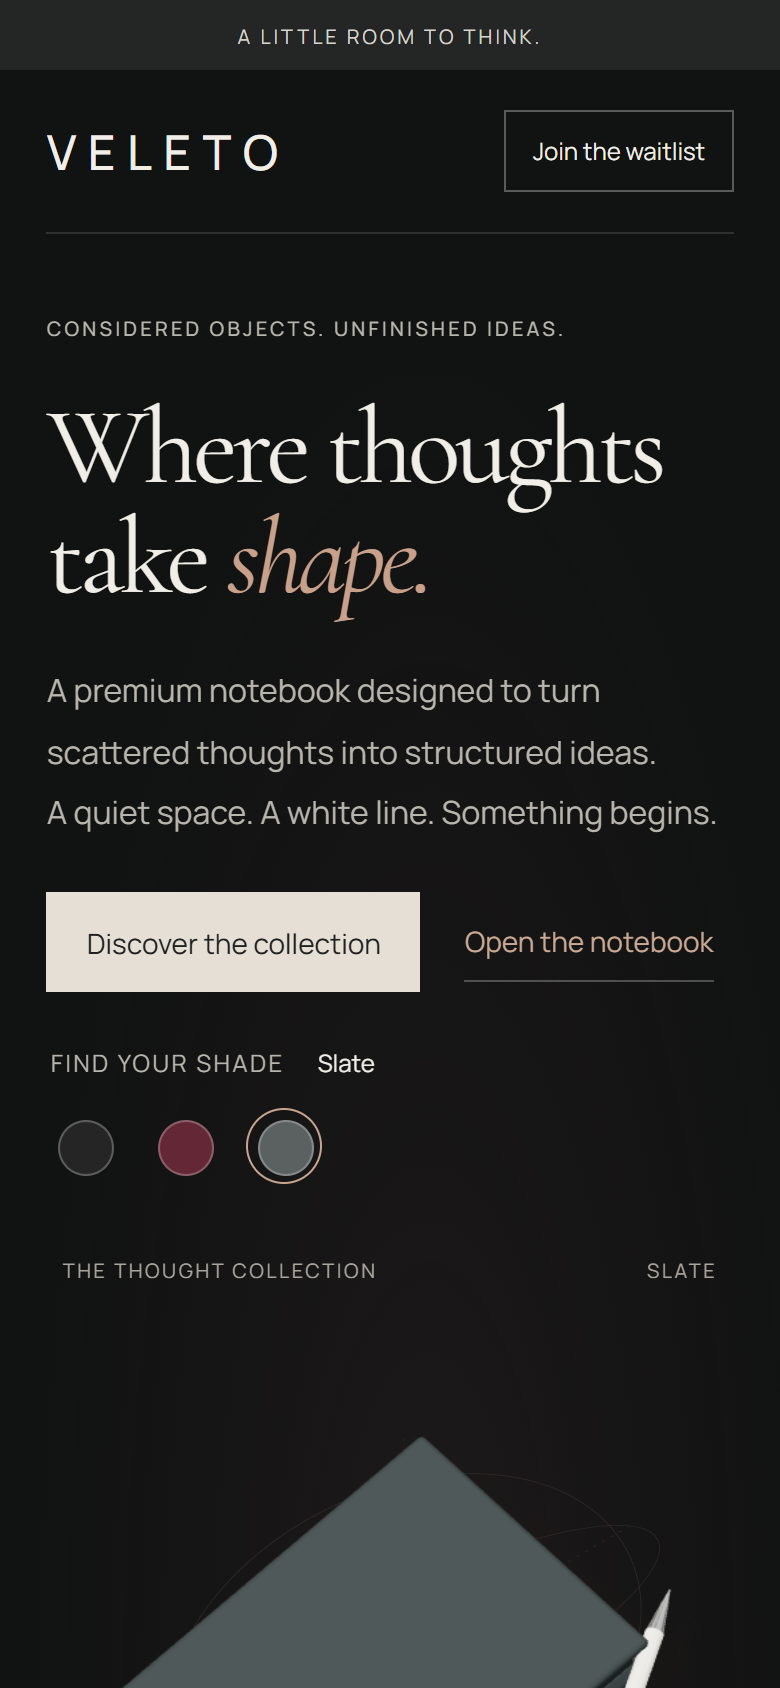 A LITTLE ROOM TO THINK.
VELETO
Join the waitlist
CONSIDERED OBJECTS. UNFINISHED IDEAS.
Where thoughts
take shape.
A premium notebook designed to turn
scattered thoughts into structured ideas.
A quiet space. A white line. Something begins.
Discover the collection
Open the notebook
FIND YOUR SHADE Slate
THE THOUGHT COLLECTION
SLATE